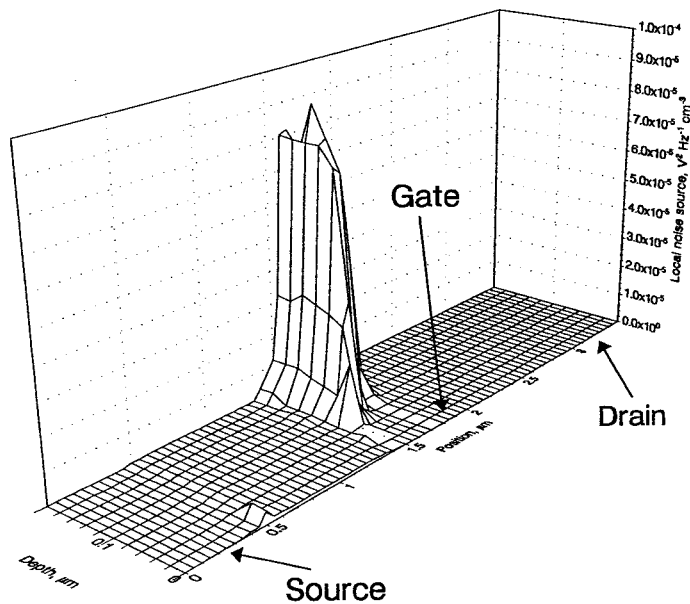 1.0x10⁻⁴
9.0x10⁻⁵
8.0x10⁻⁵
7.0x10⁻⁵
6.0x10⁻⁵
5.0x10⁻⁵
4.0x10⁻⁵
3.0x10⁻⁵
2.0x10⁻⁵
1.0x10⁻⁵
0.0x10⁰
Local noise source, V² Hz⁻¹ cm⁻³
Gate
Drain
3
2.5
2
1.5
1
0.5
0
Position, μm
0.1
0
Depth, μm
Source